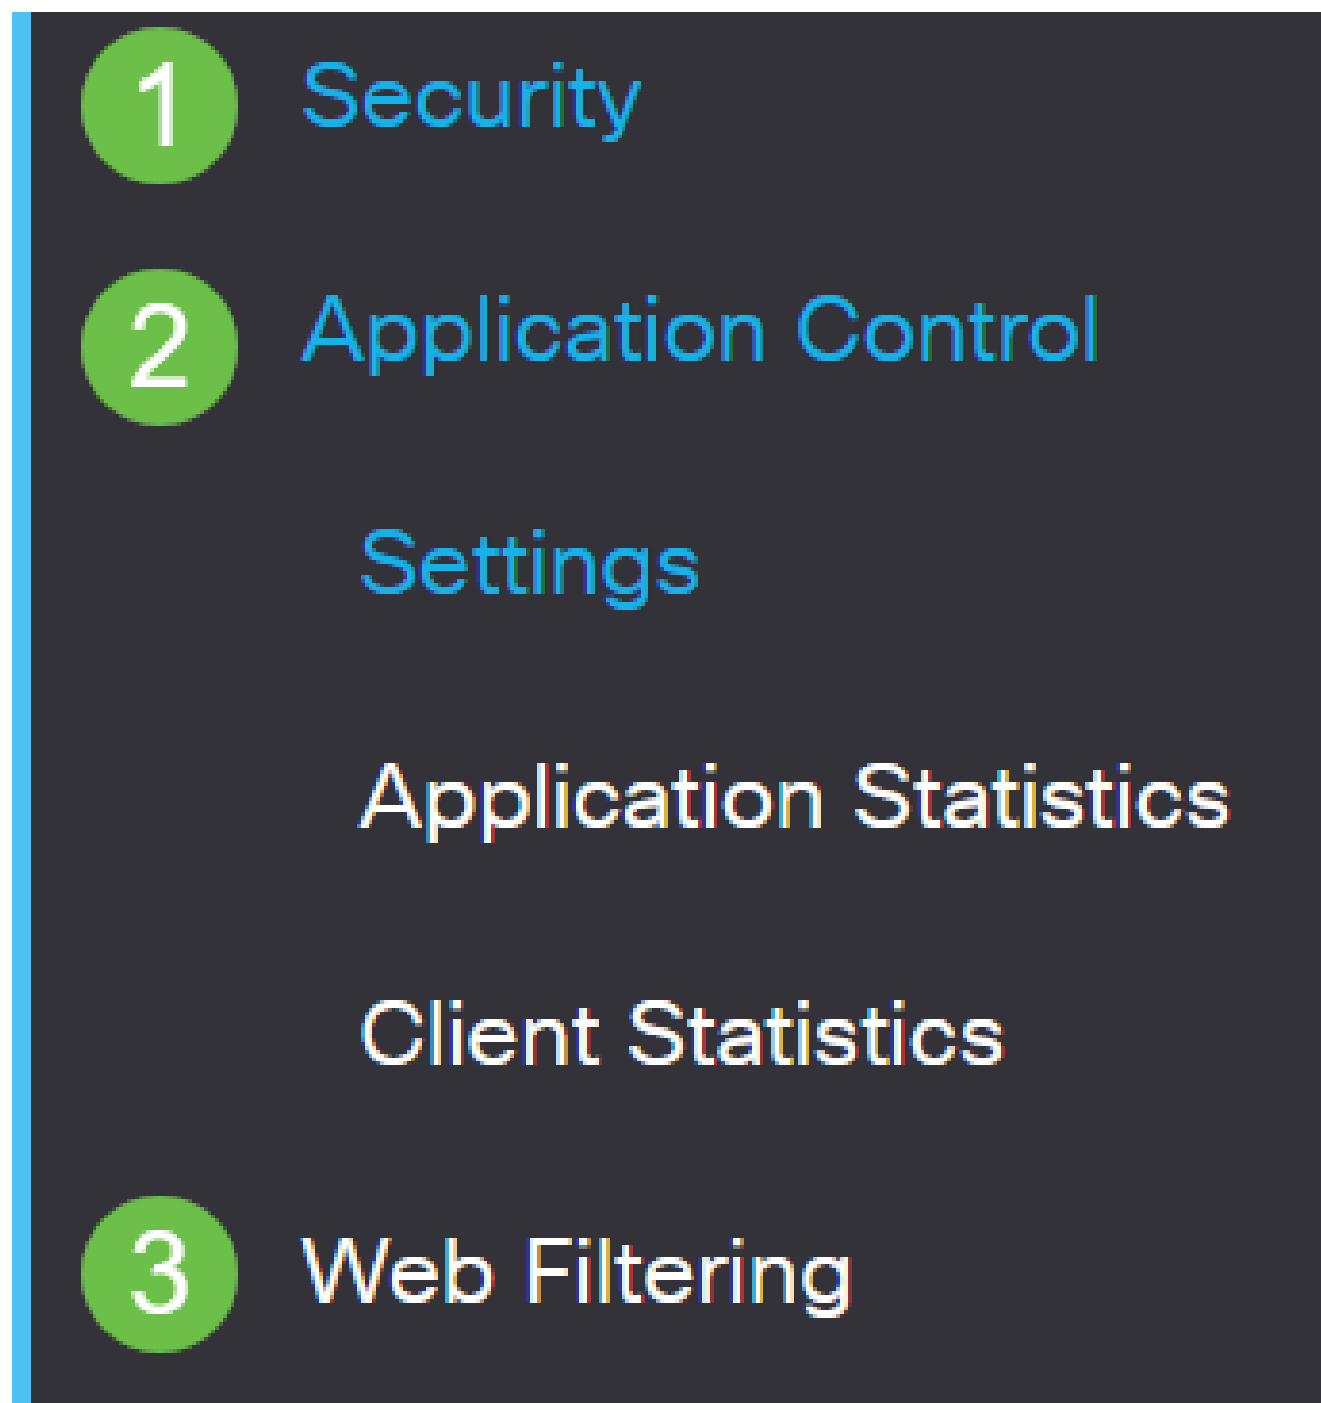 1 Security
2 Application Control
Settings
Application Statistics
Client Statistics
3 Web Filtering